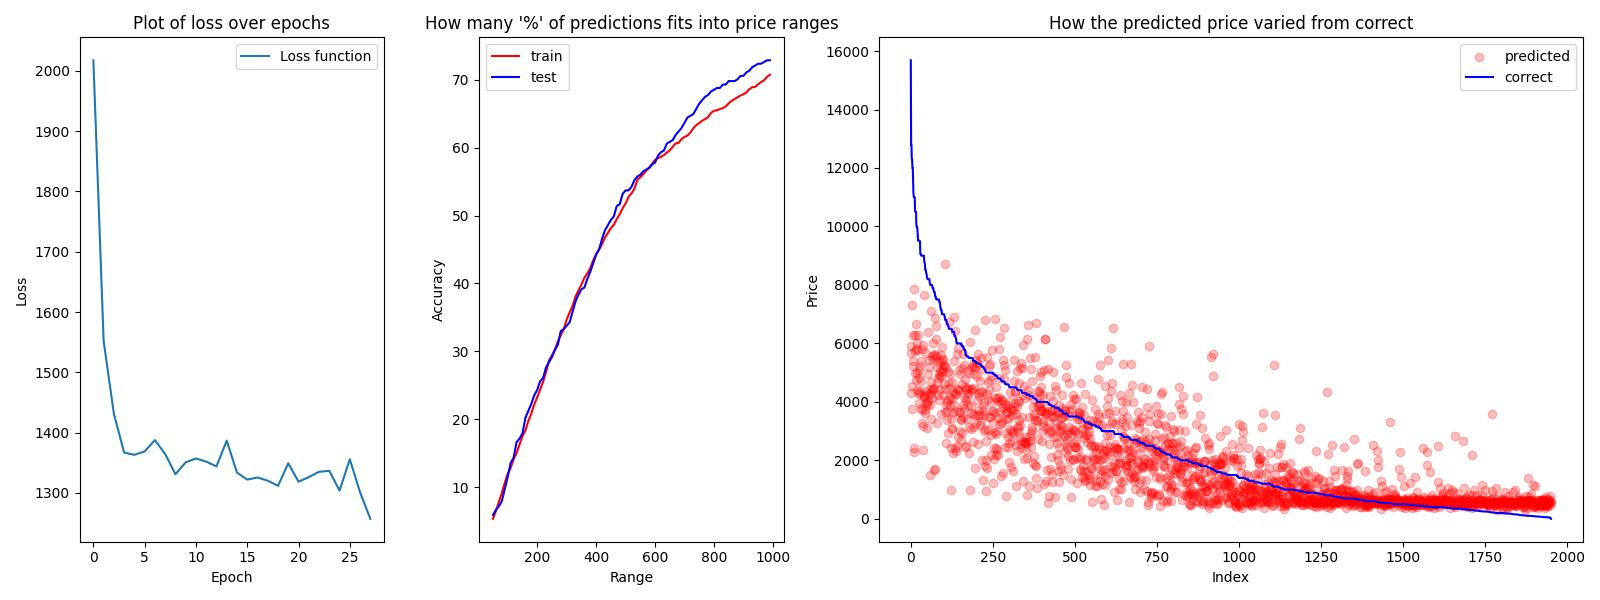 Plot of loss over epochs
Loss function
2000
1900
1800
1700
1600
1500
1400
1300
Loss
0 5 10 15 20 25
Epoch
How many '%' of predictions fits into price ranges
train
test
70
60
50
40
30
20
10
Accuracy
200 400 600 800 1000
Range
How the predicted price varied from correct
predicted
correct
16000
14000
12000
10000
8000
6000
4000
2000
0
Price
0 250 500 750 1000 1250 1500 1750 2000
Index